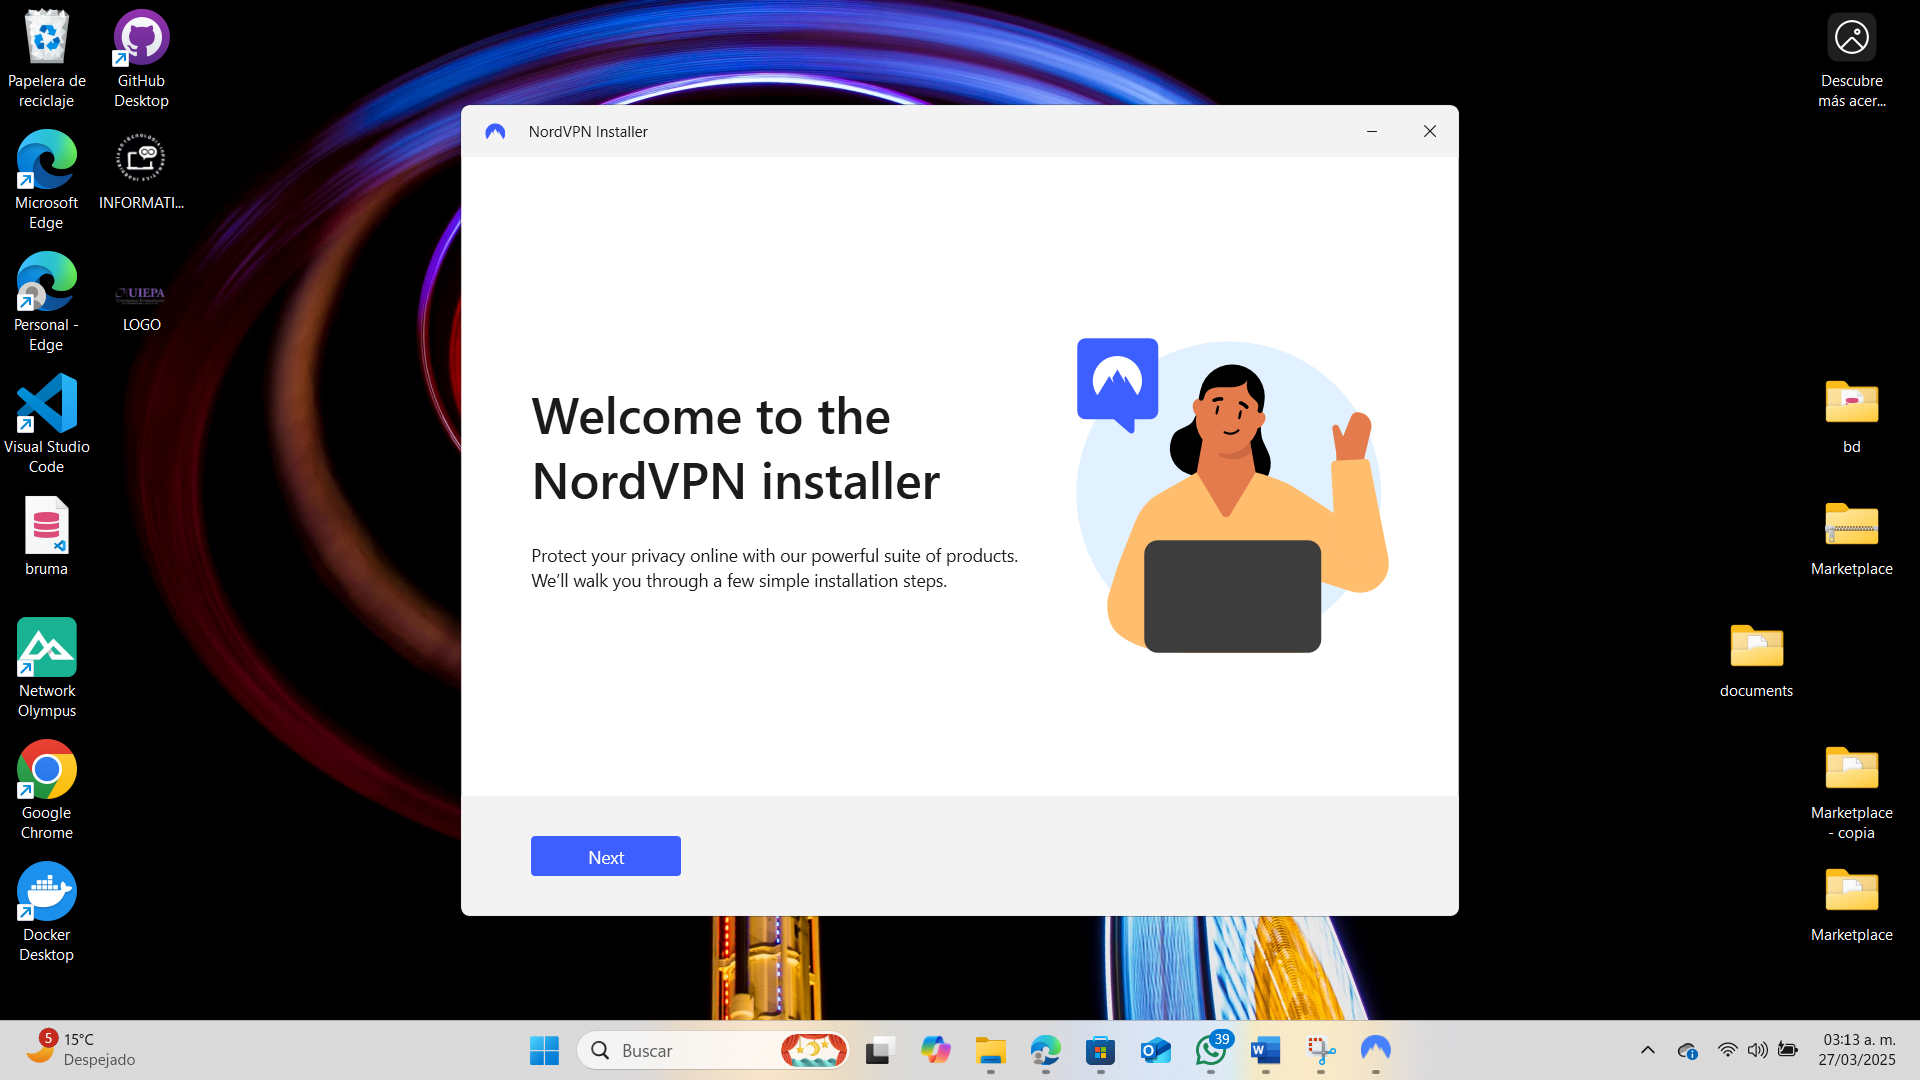 Papelera de
reciclaje
GitHub
Desktop
Descubre
más acer...
Microsoft
Edge
INFORMATI...
Personal -
Edge
UIEPA
LOGO
Visual Studio
Code
bruma
Network
Olympus
Google
Chrome
Docker
Desktop
NordVPN Installer
Welcome to the
NordVPN installer
Protect your privacy online with our powerful suite of products.
We’ll walk you through a few simple installation steps.
Next
bd
Marketplace
documents
Marketplace
- copia
Marketplace
5
15°C
Despejado
Buscar
39
03:13 a. m.
27/03/2025